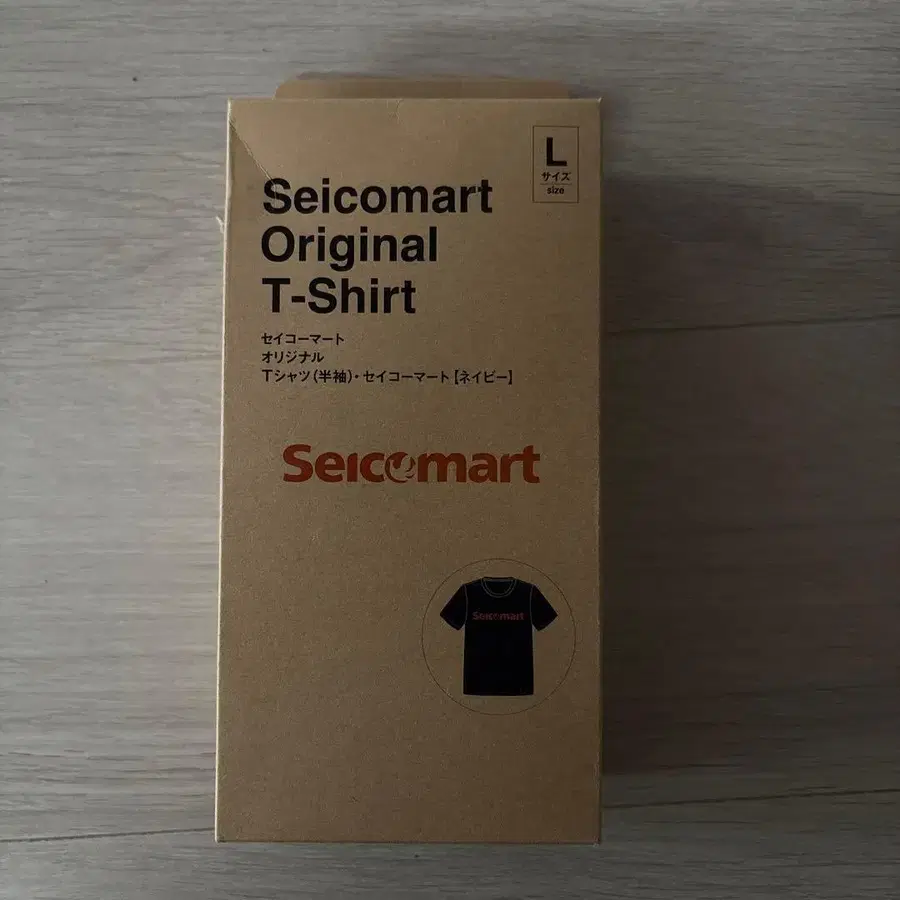 L
サイズ
size
Seicomart
Original
T-Shirt
セイコーマート
オリジナル
Tシャツ(半袖)・セイコーマート【ネイビー】
Seicomart
Seicomart